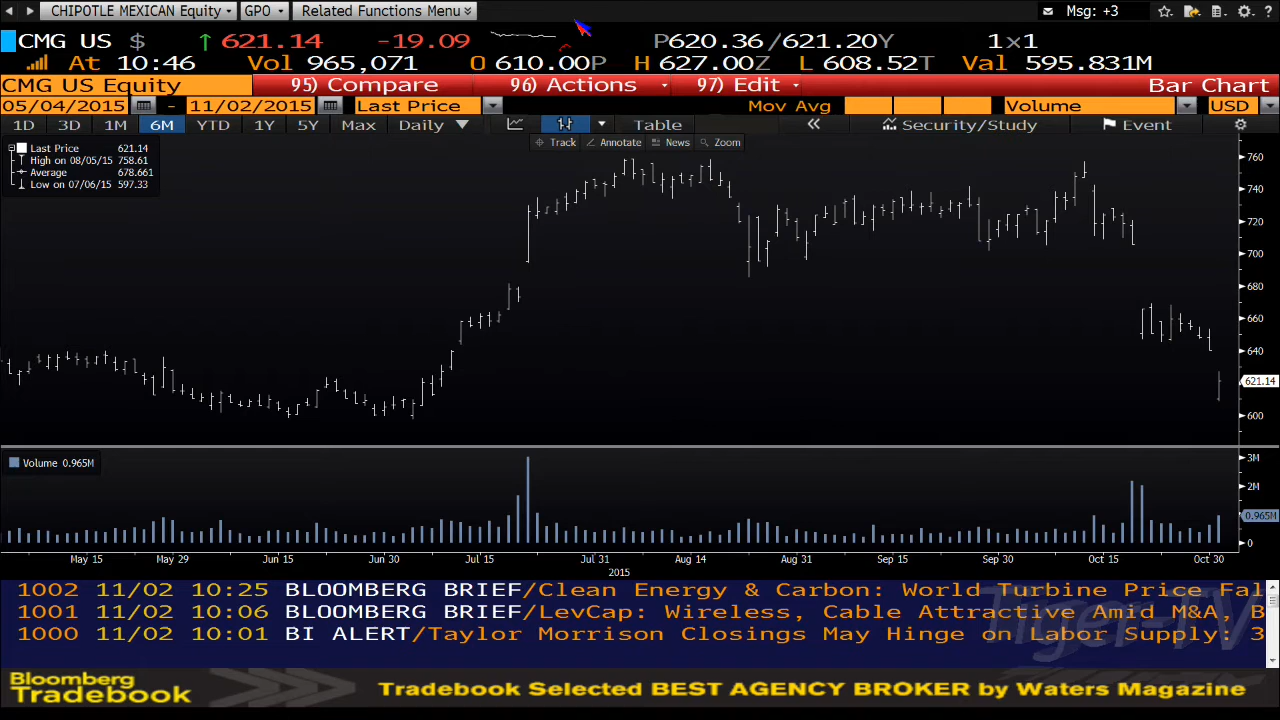 CHIPOTLE MEXICAN Equity GPO Related Functions Menu Msg: +3 ?
CMG US $ ↑ 621.14 -19.09 P620.36/621.20Y 1x1
At 10:46 Vol 965,071 O 610.00P H 627.00Z L 608.52T Val 595.831M
CMG US Equity 95) Compare 96) Actions 97) Edit Bar Chart
05/04/2015 - 11/02/2015 Last Price Mov Avg Volume USD
1D 3D 1M 6M YTD 1Y 5Y Max Daily Table Security/Study Event
Track Annotate News Zoom
Last Price 621.14
High on 08/05/15 758.61
Average 678.661
Low on 07/06/15 597.33
760
740
720
700
680
660
640
621.14
600
Volume 0.965M
3M
2M
0.965M
0
May 15 May 29 Jun 15 Jun 30 Jul 15 Jul 31 Aug 14 Aug 31 Sep 15 Sep 30 Oct 15 Oct 30
2015
1002 11/02 10:25 BLOOMBERG BRIEF/Clean Energy & Carbon: World Turbine Price Fal
1001 11/02 10:06 BLOOMBERG BRIEF/LevCap: Wireless, Cable Attractive Amid M&A, B
1000 11/02 10:01 BI ALERT/Taylor Morrison Closings May Hinge on Labor Supply: 3
Tiger-TV
Bloomberg
Tradebook
Tradebook Selected BEST AGENCY BROKER by Waters Magazine